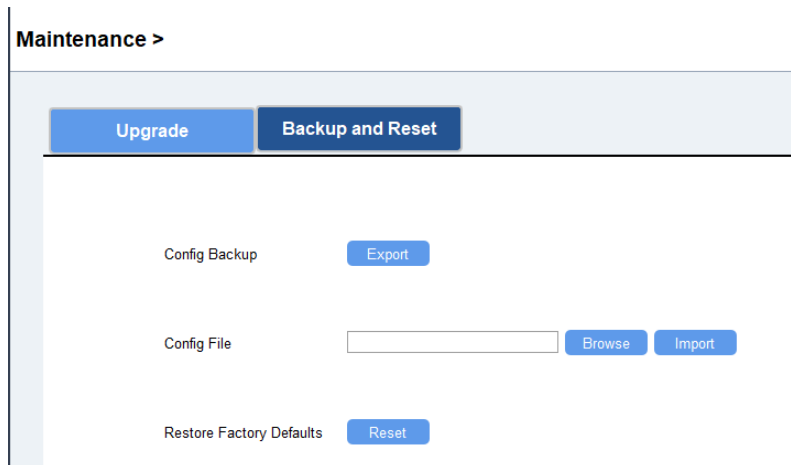 Maintenance >
Upgrade Backup and Reset
Config Backup Export
Config File Browse Import
Restore Factory Defaults Reset